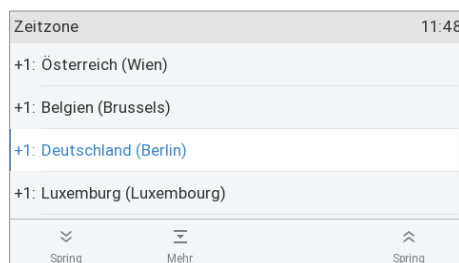 Zeitzone 11:48
+1: Österreich (Wien)
+1: Belgien (Brussels)
+1: Deutschland (Berlin)
+1: Luxemburg (Luxembourg)
Spring Mehr Spring